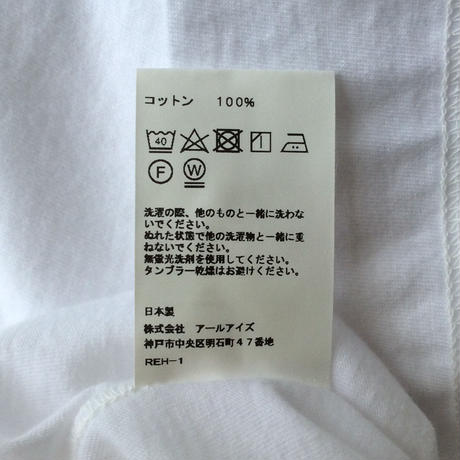 コットン 100%
40
F W
洗濯の際、他のものと一緒に洗わな
いでください。
ぬれた状態で他の洗濯物と一緒に重
ねないでください。
無蛍光洗剤を使用してください。
タンブラー乾燥はお避けください。
日本製
株式会社 アールアイズ
神戸市中央区明石町47番地
REH-1